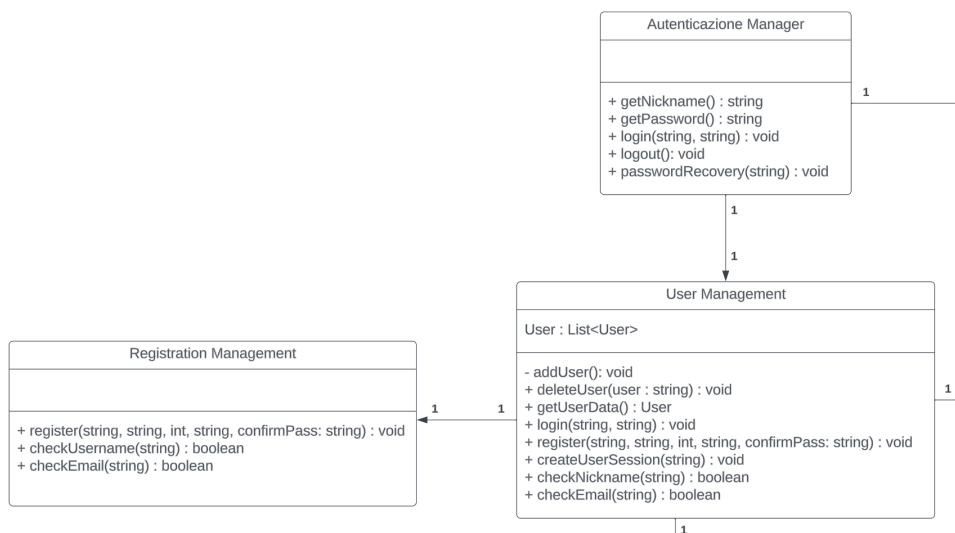 Autenticazione Manager
+ getNickname() : string
+ getPassword() : string
+ login(string, string) : void
+ logout(): void
+ passwordRecovery(string) : void
1
1
1
User Management
User : List<User>
- addUser(): void
+ deleteUser(user : string) : void
+ getUserData() : User
+ login(string, string) : void
+ register(string, string, int, string, confirmPass: string) : void
+ createUserSession(string) : void
+ checkNickname(string) : boolean
+ checkEmail(string) : boolean
1
1
1
1
Registration Management
+ register(string, string, int, string, confirmPass: string) : void
+ checkUsername(string) : boolean
+ checkEmail(string) : boolean